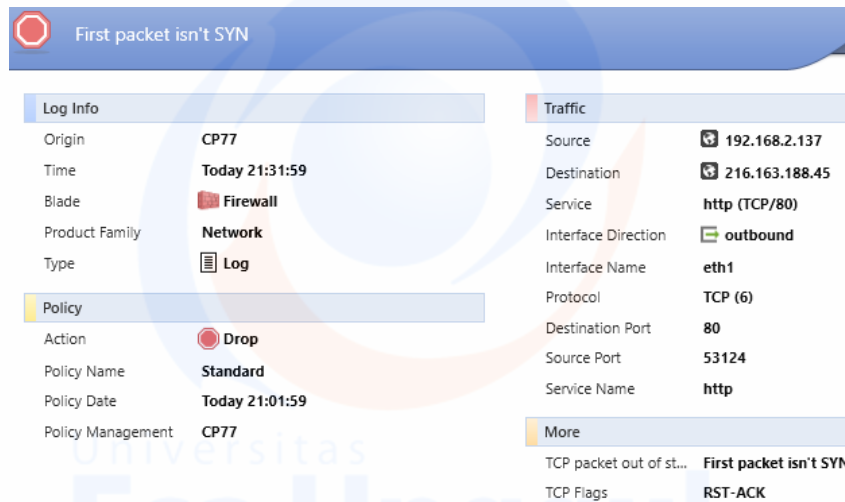 First packet isn't SYN
Log Info
Origin CP77
Time Today 21:31:59
Blade Firewall
Product Family Network
Type Log
Policy
Action Drop
Policy Name Standard
Policy Date Today 21:01:59
Policy Management CP77
Traffic
Source 192.168.2.137
Destination 216.163.188.45
Service http (TCP/80)
Interface Direction outbound
Interface Name eth1
Protocol TCP (6)
Destination Port 80
Source Port 53124
Service Name http
More
TCP packet out of st... First packet isn't SYN
TCP Flags RST-ACK
Universitas